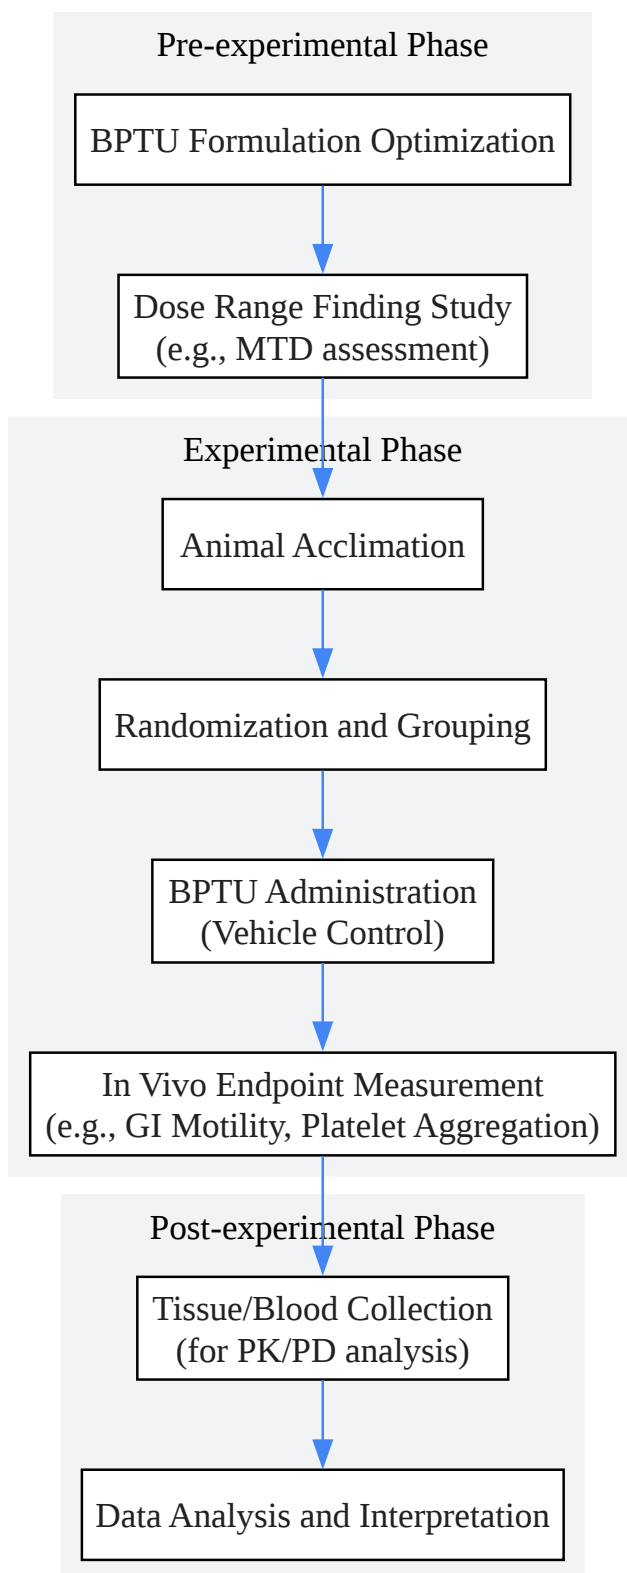 Pre-experimental Phase
BPTU Formulation Optimization
Dose Range Finding Study
(e.g., MTD assessment)
Experimental Phase
Animal Acclimation
Randomization and Grouping
BPTU Administration
(Vehicle Control)
In Vivo Endpoint Measurement
(e.g., GI Motility, Platelet Aggregation)
Post-experimental Phase
Tissue/Blood Collection
(for PK/PD analysis)
Data Analysis and Interpretation